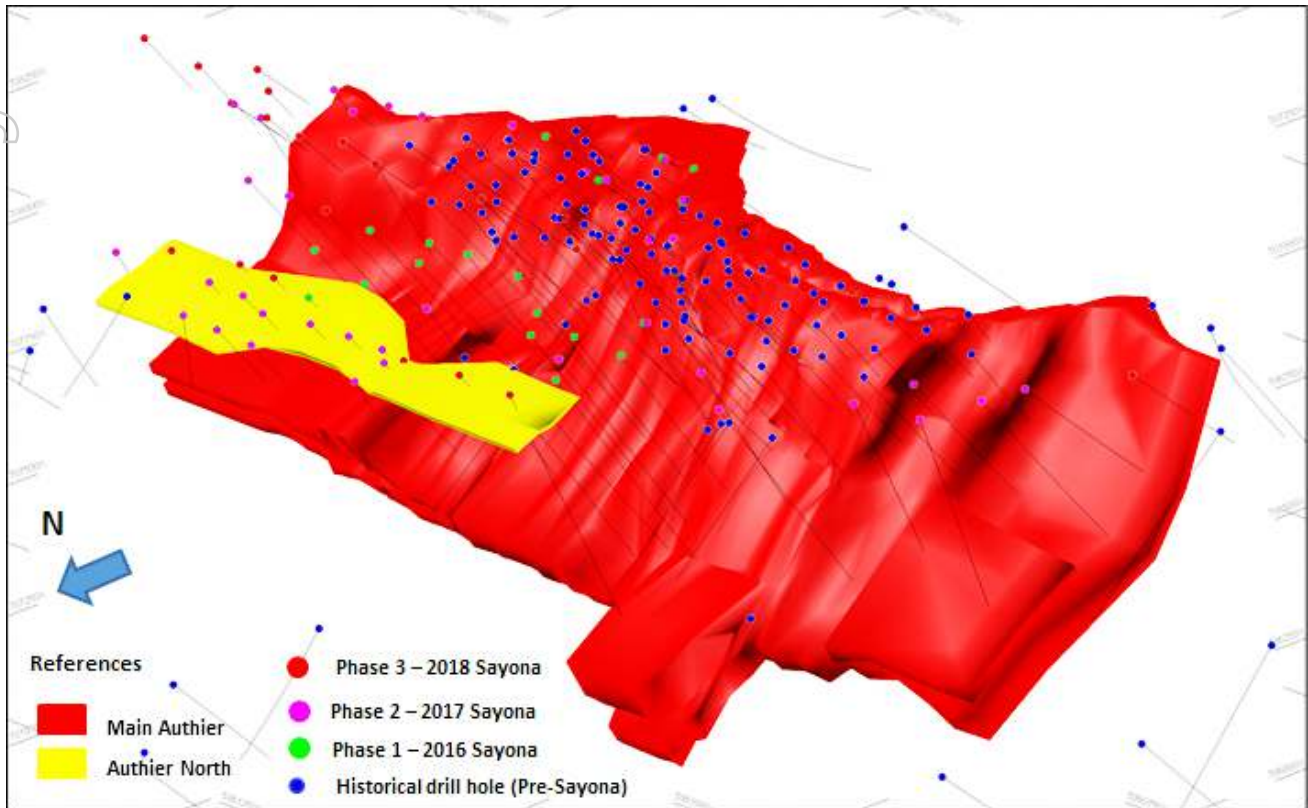 N
References
Main Authier
Authier North
Phase 3 – 2018 Sayona
Phase 2 – 2017 Sayona
Phase 1 – 2016 Sayona
Historical drill hole (Pre-Sayona)